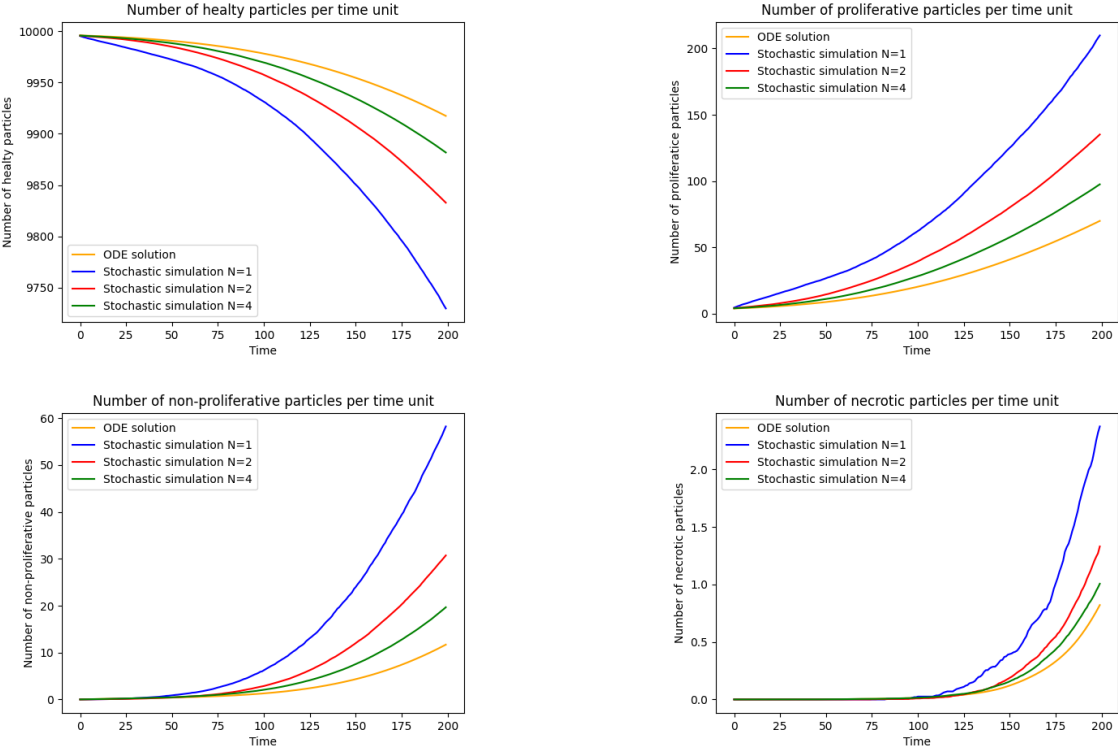 Number of healty particles per time unit
Number of healty particles
10000
9950
9900
9850
9800
9750
ODE solution
Stochastic simulation N=1
Stochastic simulation N=2
Stochastic simulation N=4
0 25 50 75 100 125 150 175 200
Time
Number of proliferative particles per time unit
Number of proliferatice particles
200
150
100
50
0
ODE solution
Stochastic simulation N=1
Stochastic simulation N=2
Stochastic simulation N=4
0 25 50 75 100 125 150 175 200
Time
Number of non-proliferative particles per time unit
Number of non-proliferative particles
60
50
40
30
20
10
0
ODE solution
Stochastic simulation N=1
Stochastic simulation N=2
Stochastic simulation N=4
0 25 50 75 100 125 150 175 200
Time
Number of necrotic particles per time unit
Number of necrotic particles
2.0
1.5
1.0
0.5
0.0
ODE solution
Stochastic simulation N=1
Stochastic simulation N=2
Stochastic simulation N=4
0 25 50 75 100 125 150 175 200
Time